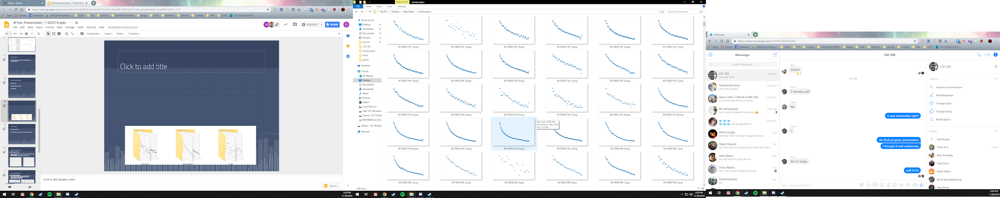 Home - Quora
4Final_Presentation_11302018.pptx
Apps
Canvas
Facebook
UNCGenie Homepag
Tools
TV
Comics
DeviantArt Profiles
Blogs
Stuff
Random
Movies
College
Bills
LOTR
The Twilight Strand
4Final_Presentation_11302018.pptx
File Edit View Insert Format Slide Arrange Tools Add-ons Help All changes saved in Drive
PRESENT
SHARE
Background... Layout Theme... Transition...
12
13
14
15
16
17
Click to add title
abnormal
echolocation
noise
Click to add speaker notes
Explore
3:28 PM
11/30/2018
Picture Tools echolocation
File Home Share View Manage
This PC > Desktop > New folder > echolocation
Search echolocation
Quick access
Desktop
Downloads
Documents
Pictures
School
CSC 553
echolocation
noise
pulses
OneDrive
This PC
3D Objects
Desktop
Documents
Downloads
Music
Pictures
Videos
Local Disk (C:)
Files- 931 GB Intern
Games- 1.81 TB Exte
DVD RW Drive (G:) A
Games- 1.81 TB Exter
Network
56110638.15#_12.png 56110638.15#_13.png 56110638.15#_14.png 56110638.15#_15.png 56110638.15#_16.png 56110638.15#_17.png
56110638.15#_18.png 56110638.15#_19.png 56110638.15#_20.png 56110638.15#_21.png 56110638.15#_22.png 56110638.15#_23.png
56110638.15#_24.png 56110638.15#_25.png 56110638.15#_26.png 56110638.15#_27.png 56110638.15#_28.png 56110638.15#_29.png
Item type: PNG File
Dimensions: 300 x 200
Size: 2.32 KB
56110638.15#_30.png 56110638.15#_31.png 56110638.15#_32.png 56110638.15#_33.png 56110638.30#_0.png 56110638.30#_1.png
56110638.30#_2.png 56110638.30#_3.png 56110638.30#_4.png 56110639.59#_0.png 56110639.59#_1.png 56110639.59#_2.png
1,946 items
3:28 PM
11/30/2018
Messenger
https://www.messenger.com/t/1416872665081884
Apps
Canvas
Facebook
UNCGenie Homepag
Tools
TV
Comics
DeviantArt Profiles
Blogs
Stuff
Random
Movies
College
Bills
LOTR
The Twilight Strand
Messenger
Search Messenger
CSC 505 3:28 PM
You: well FUCk
Goddamnit Omar 12:46 PM
John sent a photo.
Quid Castle 3: Return of the Jedi 11:02 AM
You: lemme get that rent money
the full package 11:00 AM
You: it was all downhill from there
10:02 AM
sent an attachment.
UNCG Rugby Thu
Kennedy: Team Catchup is happening now.
Dalan Howard Thu
You: And nah I'm just gonna go home after this a...
Lidio Rivera Thu
Das tuff man it's gonna be fun
Omar Abbasi Thu
You: I find myself strangely aroused
David Martinez Thu
Bet
CSC 505
Bety
Solved.
1
3:23 PM
Kevin
7 minutes y'all
Thien
No
it says wednesday right?
Kevin
?
the final progress presentation
I thought it said wednesday
Kevin
No it's today
well FUCk
Type a message, @name...
CSC 505
Options
Search in Conversation
Edit Nicknames
Change Color
Change Emoji
Notifications
People
Add People
Thien B Le Admin
Bety Rostandy
Hadi Soufi
Helen Helen
Kevin Keomalaythong
Yang Peng
3:28 PM
11/30/2018